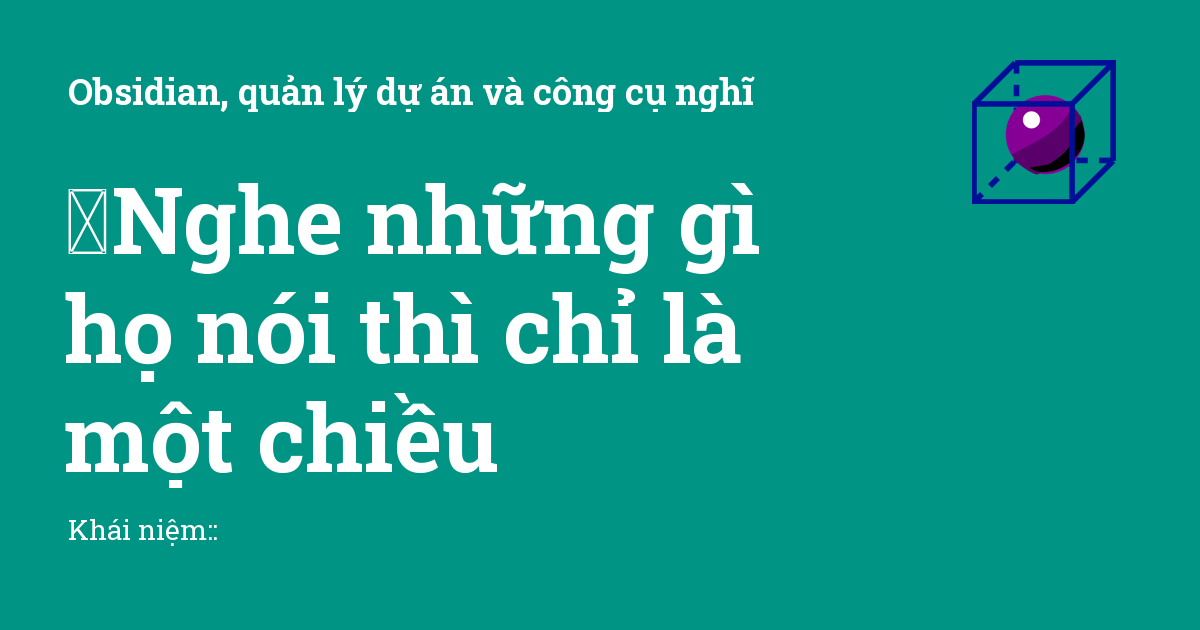 Obsidian, quản lý dự án và công cụ nghĩ
Nghe những gì
họ nói thì chỉ là
một chiều
Khái niệm::